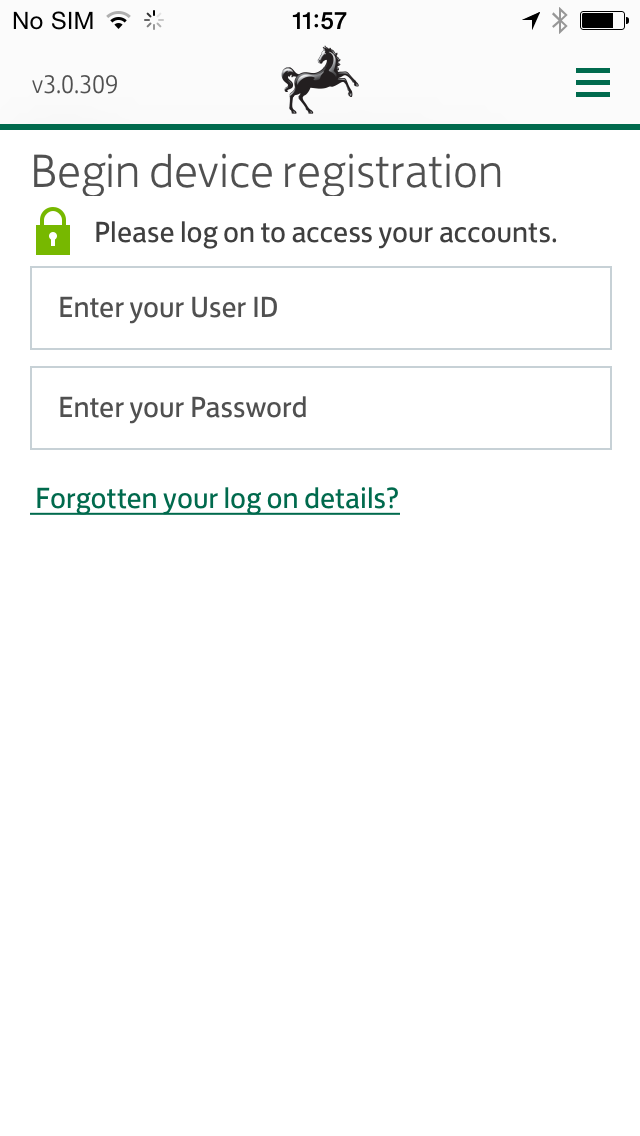 No SIM 11:57
v3.0.309
Begin device registration
Please log on to access your accounts.
Enter your User ID
Enter your Password
Forgotten your log on details?